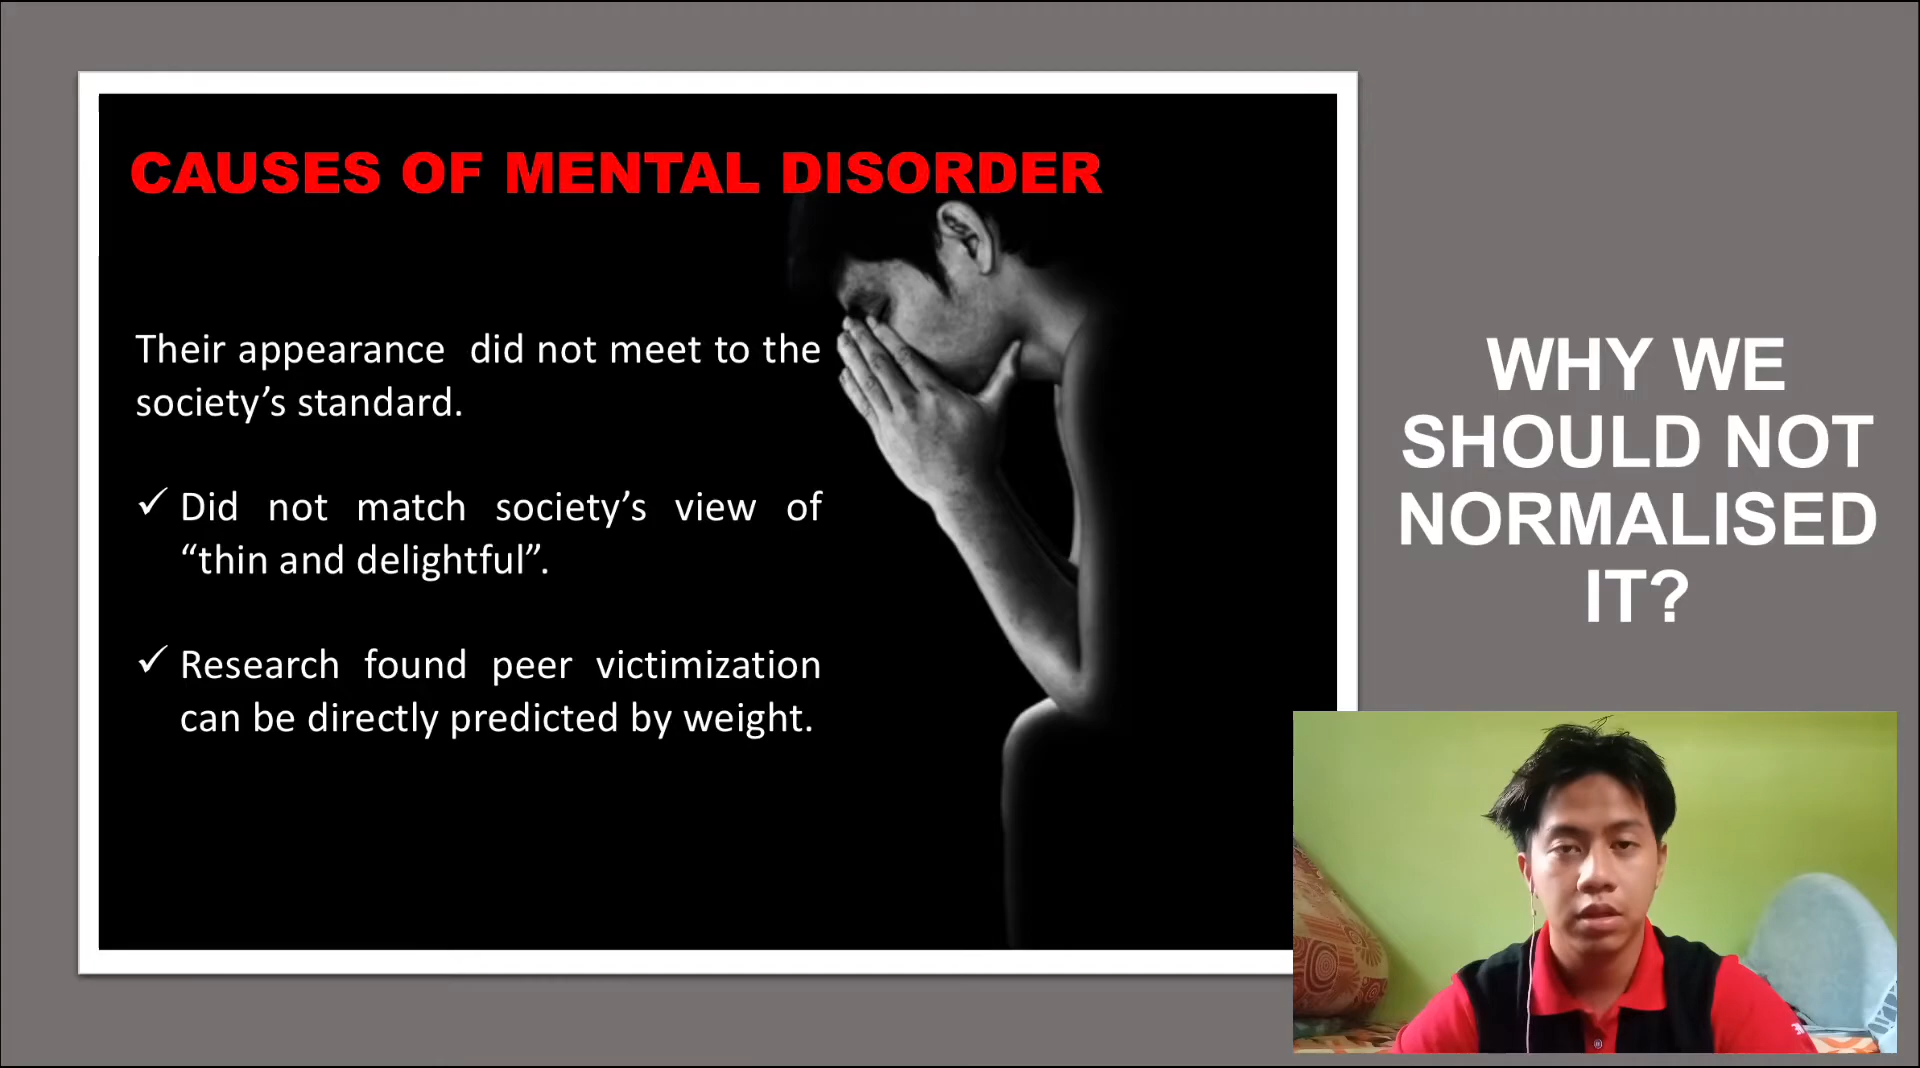 CAUSES OF MENTAL DISORDER
Their appearance did not meet to the
society’s standard.
✓ Did not match society’s view of
“thin and delightful”.
✓ Research found peer victimization
can be directly predicted by weight.
WHY WE
SHOULD NOT
NORMALISED
IT?